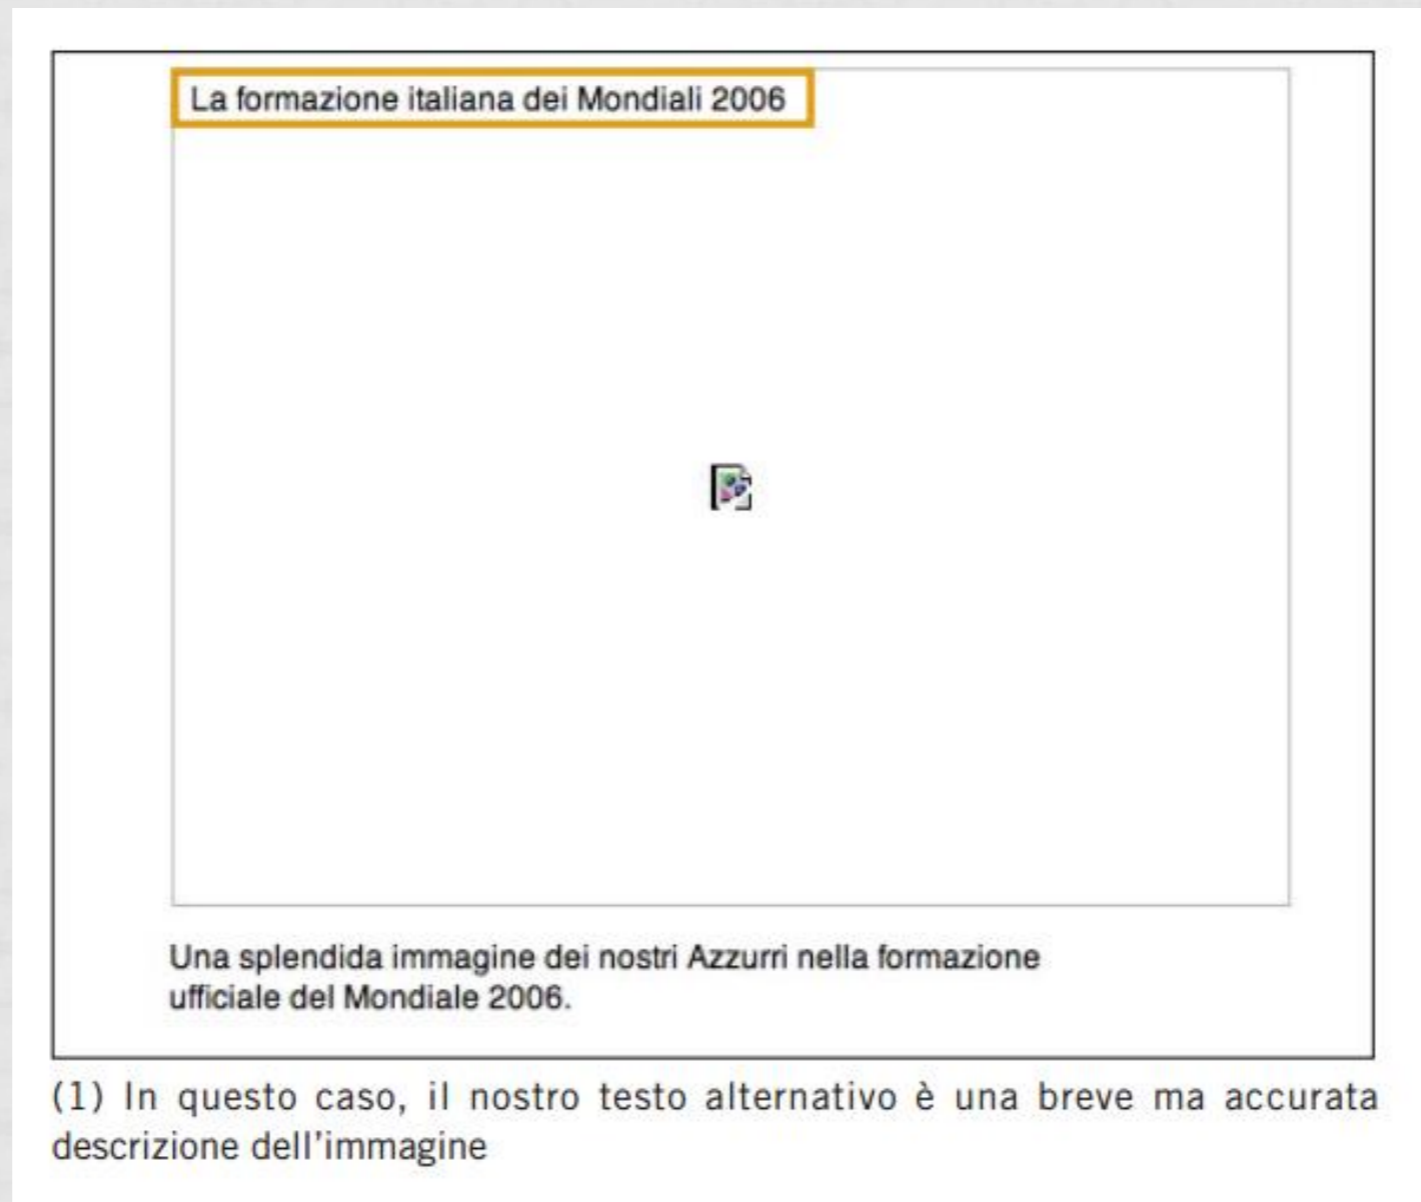 La formazione italiana dei Mondiali 2006
Una splendida immagine dei nostri Azzurri nella formazione
ufficiale del Mondiale 2006.
(1) In questo caso, il nostro testo alternativo è una breve ma accurata
descrizione dell'immagine